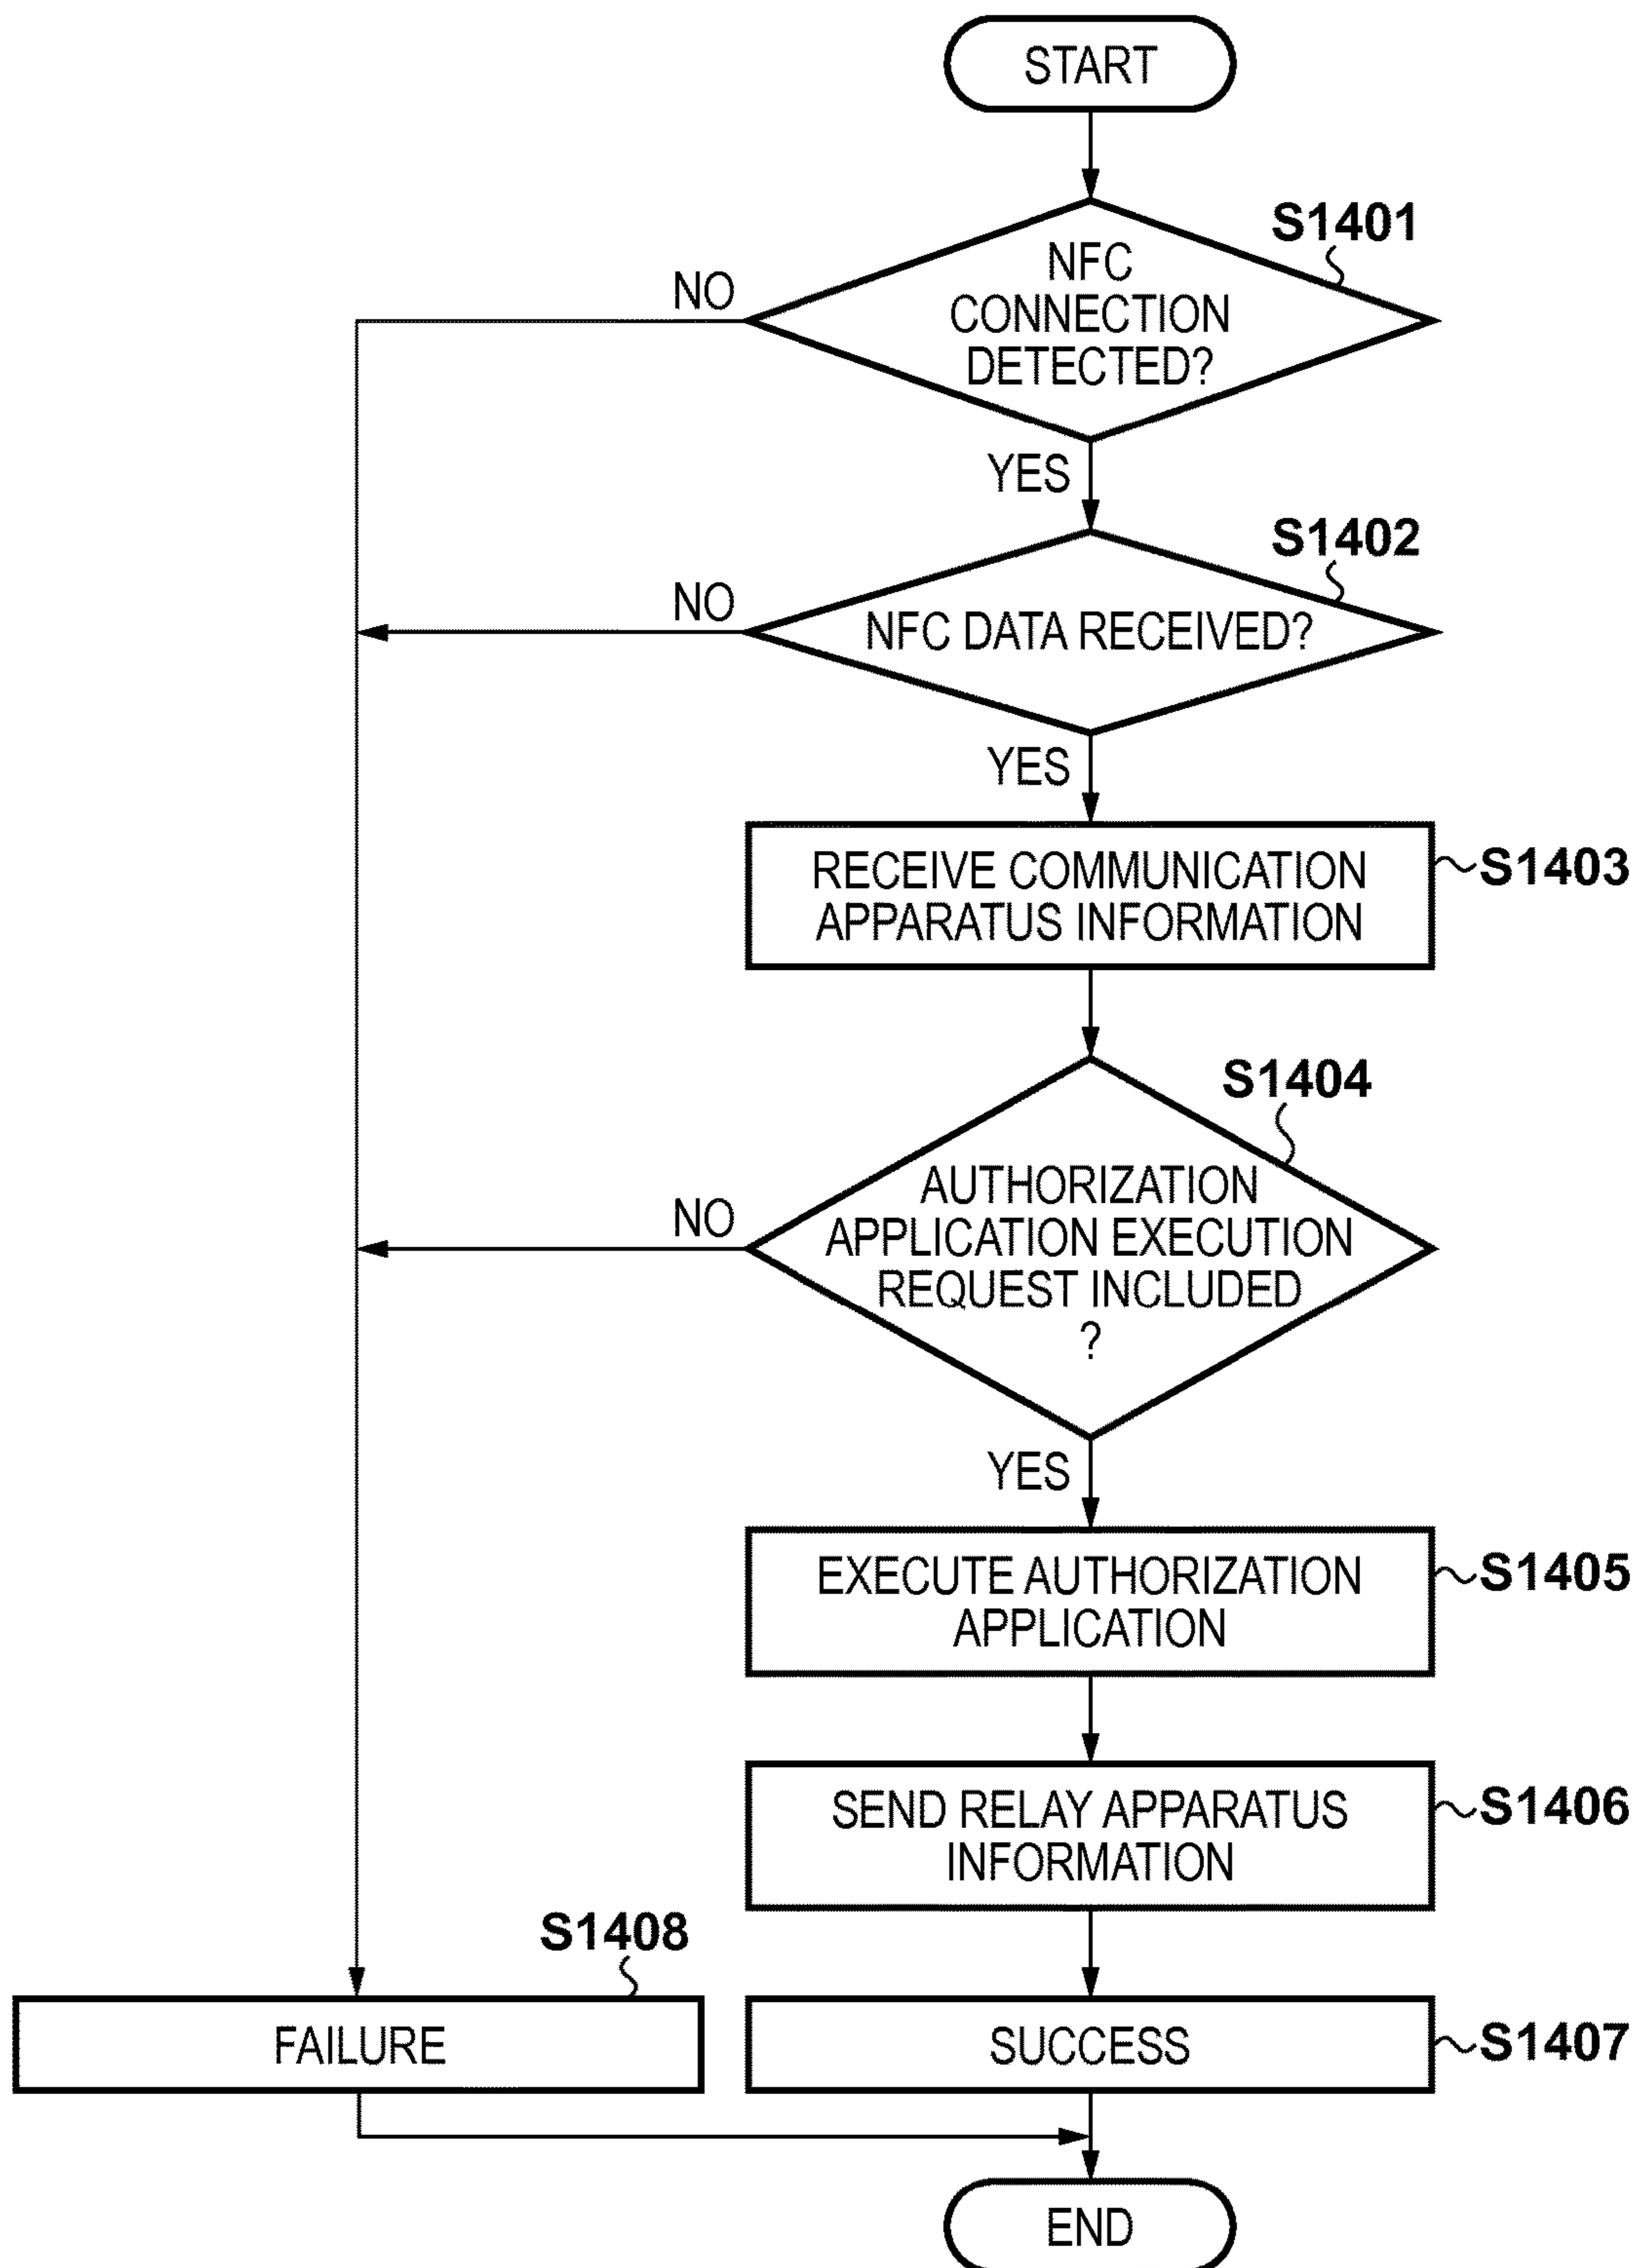 START
S1401
NFC
CONNECTION
DETECTED?
NO
YES
S1402
NFC DATA RECEIVED?
NO
YES
RECEIVE COMMUNICATION
APPARATUS INFORMATION
S1403
S1404
AUTHORIZATION
APPLICATION EXECUTION
REQUEST INCLUDED
?
NO
YES
EXECUTE AUTHORIZATION
APPLICATION
S1405
SEND RELAY APPARATUS
INFORMATION
S1406
S1408
FAILURE
SUCCESS
S1407
END